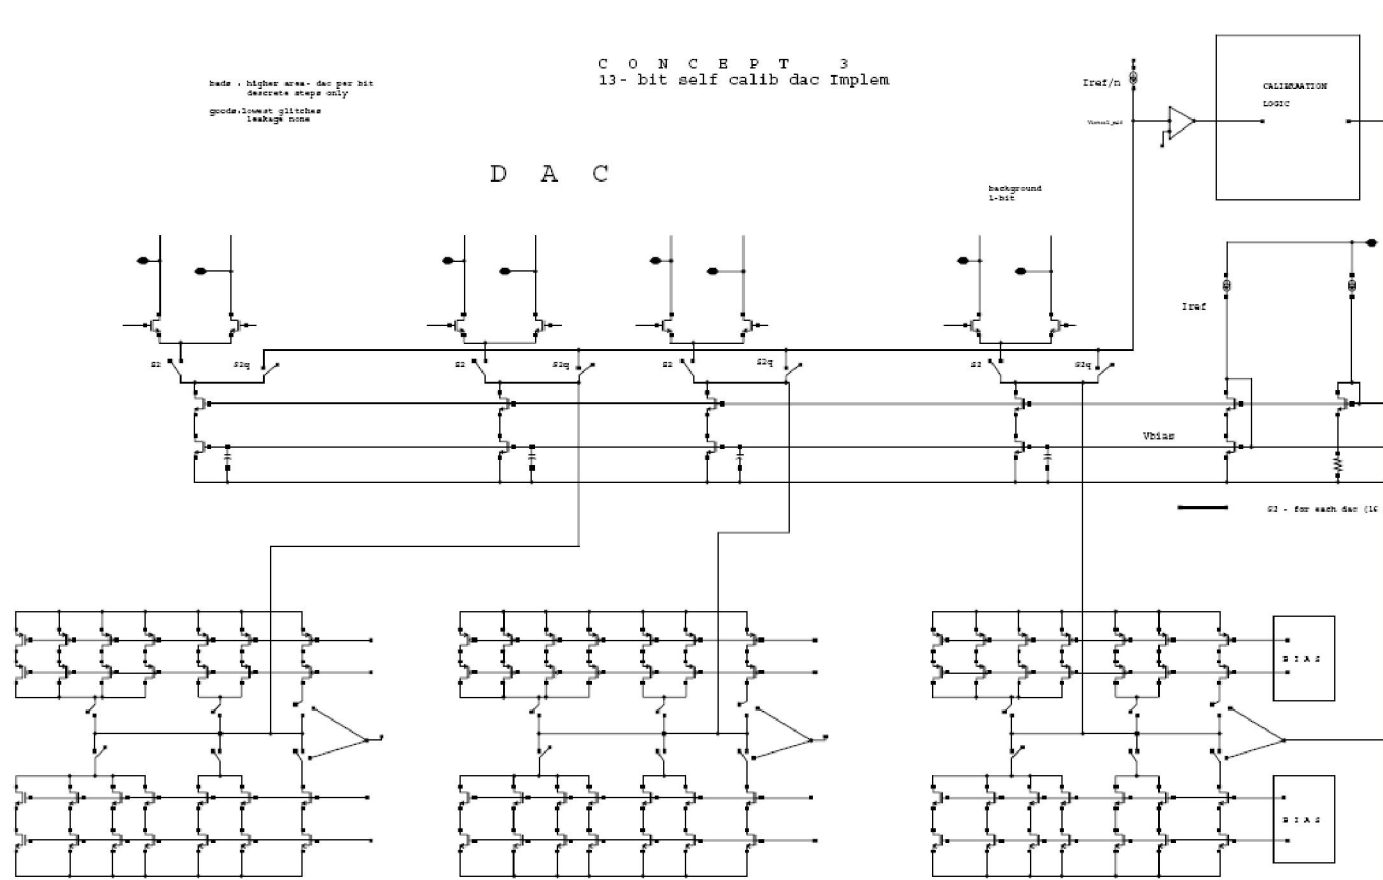 C O N C E P T 3
13- bit self calib dac Implem
bads : higher area- dac per bit
descrete steps only
goods:lowest glitches
leakage none
Iref/n
CALIBRAATION
LOGIC
D A C
background
1-bit
Iref
S2
S2q
S2
S2q
S2
S2q
S2
S2q
Vbias
S2 - for each dac (16
B I A S
B I A S